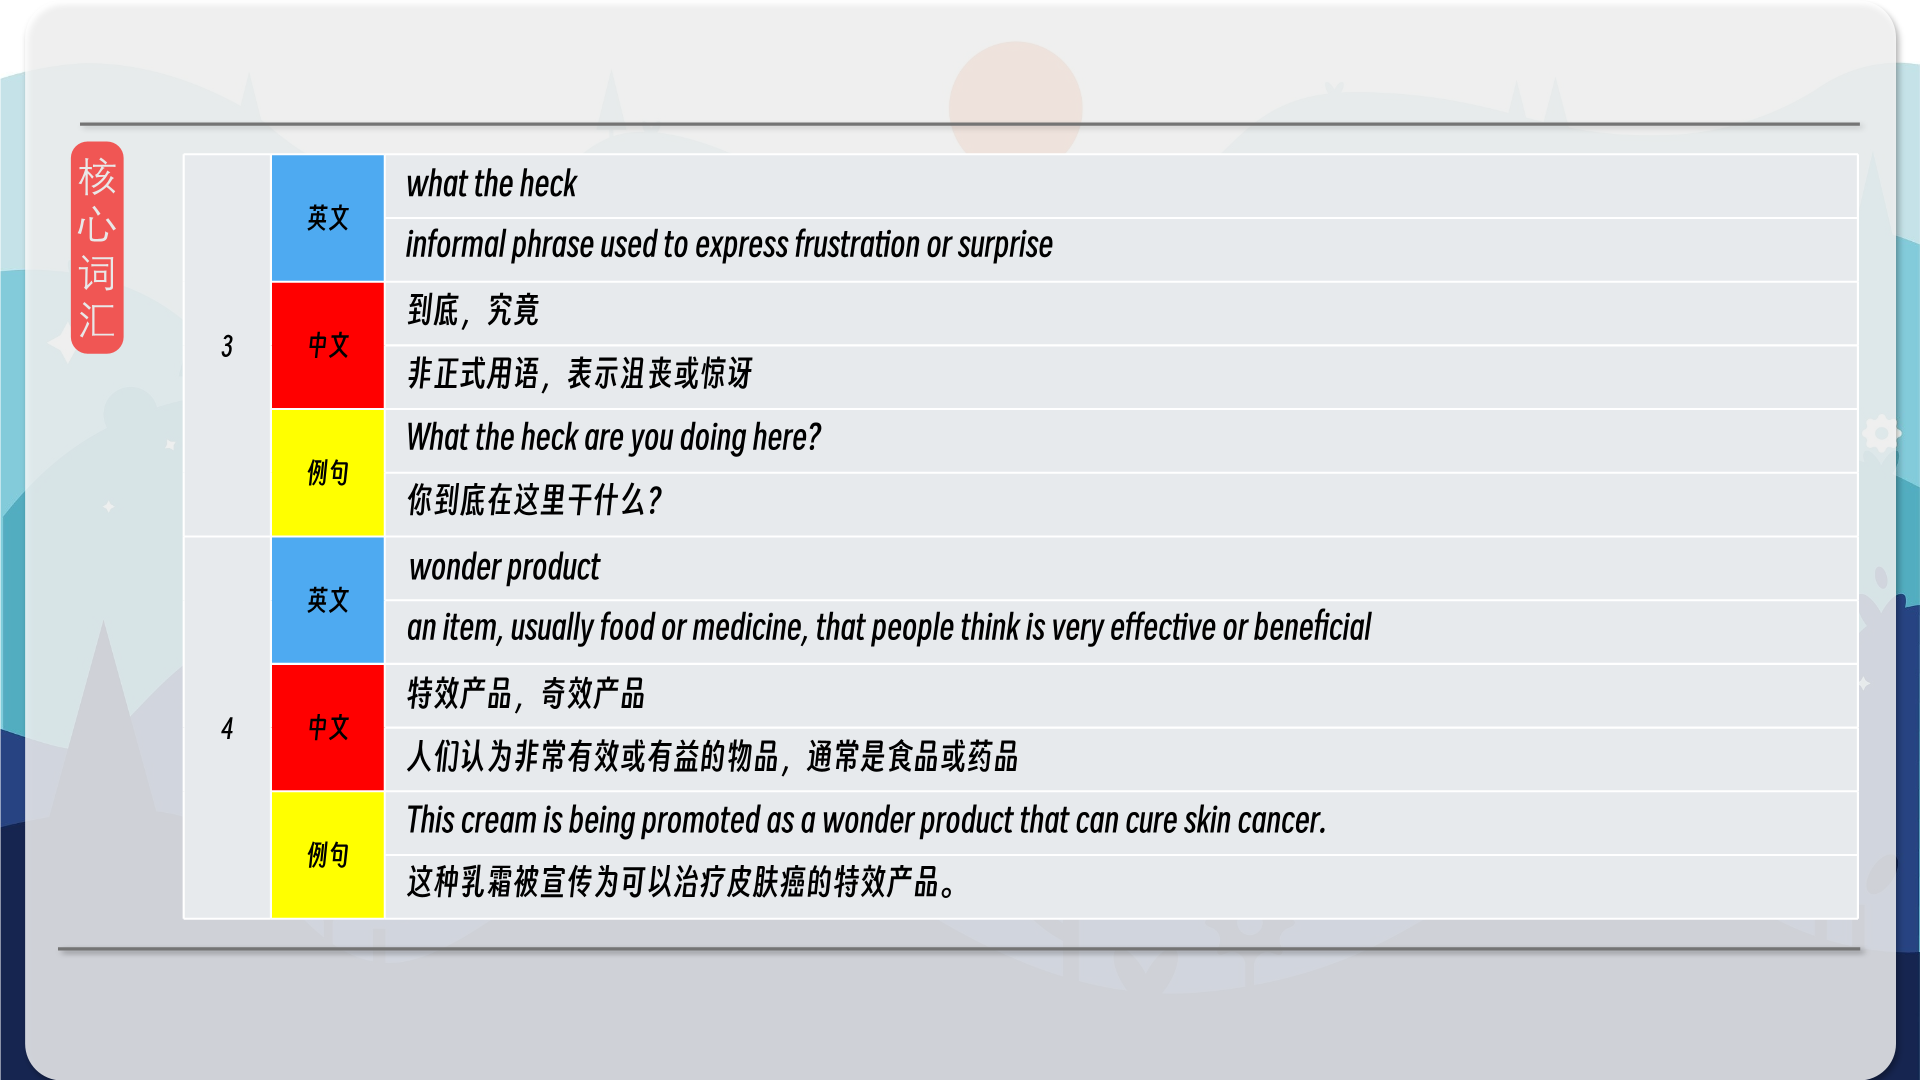 核心词汇
3
英文
what the heck
informal phrase used to express frustration or surprise
中文
到底，究竟
非正式用语，表示沮丧或惊讶
例句
What the heck are you doing here?
你到底在这里干什么？
4
英文
wonder product
an item, usually food or medicine, that people think is very effective or beneficial
中文
特效产品，奇效产品
人们认为非常有效或有益的物品，通常是食品或药品
例句
This cream is being promoted as a wonder product that can cure skin cancer.
这种乳霜被宣传为可以治疗皮肤癌的特效产品。